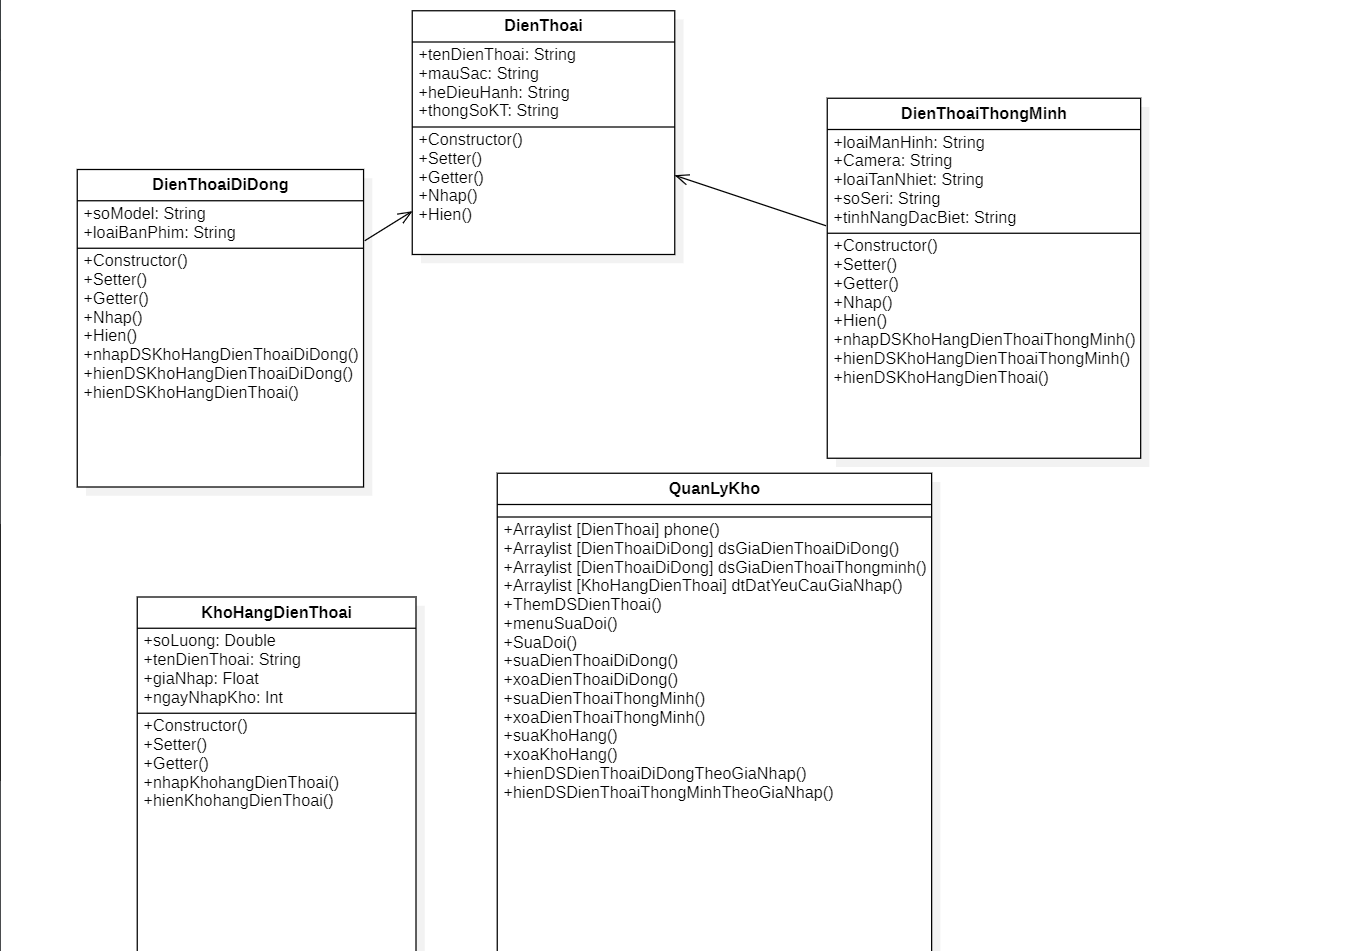 DienThoai
+tenDienThoai: String
+mauSac: String
+heDieuHanh: String
+thongSoKT: String
+Constructor()
+Setter()
+Getter()
+Nhap()
+Hien()
DienThoaiThongMinh
+loaiManHinh: String
+Camera: String
+loaiTanNhiet: String
+soSeri: String
+tinhNangDacBiet: String
+Constructor()
+Setter()
+Getter()
+Nhap()
+Hien()
+nhapDSKhoHangDienThoaiThongMinh()
+hienDSKhoHangDienThoaiThongMinh()
+hienDSKhoHangDienThoai()
DienThoaiDiDong
+soModel: String
+loaiBanPhim: String
+Constructor()
+Setter()
+Getter()
+Nhap()
+Hien()
+nhapDSKhoHangDienThoaiDiDong()
+hienDSKhoHangDienThoaiDiDong()
+hienDSKhoHangDienThoai()
QuanLyKho
+Arraylist [DienThoai] phone()
+Arraylist [DienThoaiDiDong] dsGiaDienThoaiDiDong()
+Arraylist [DienThoaiDiDong] dsGiaDienThoaiThongminh()
+Arraylist [KhoHangDienThoai] dtDatYeuCauGiaNhap()
+ThemDSDienThoai()
+menuSuaDoi()
+SuaDoi()
+suaDienThoaiDiDong()
+xoaDienThoaiDiDong()
+suaDienThoaiThongMinh()
+xoaDienThoaiThongMinh()
+suaKhoHang()
+xoaKhoHang()
+hienDSDienThoaiDiDongTheoGiaNhap()
+hienDSDienThoaiThongMinhTheoGiaNhap()
KhoHangDienThoai
+soLuong: Double
+tenDienThoai: String
+giaNhap: Float
+ngayNhapKho: Int
+Constructor()
+Setter()
+Getter()
+nhapKhohangDienThoai()
+hienKhohangDienThoai()